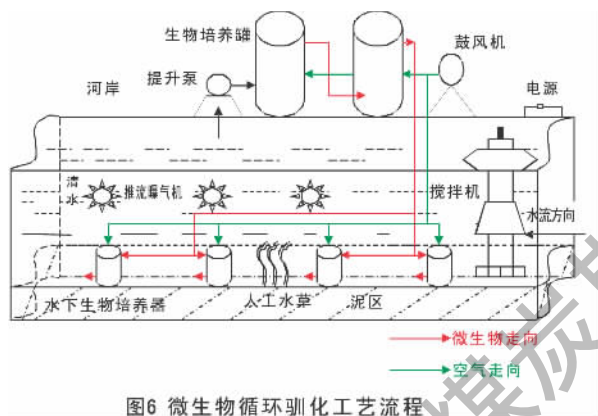 生物培养罐
鼓风机
提升泵
河岸
电源
清水
推流曝气机
搅拌机
水流方向
水下生物培养器
人工水草
泥区
微生物走向
空气走向
图6 微生物循环驯化工艺流程
煤炭